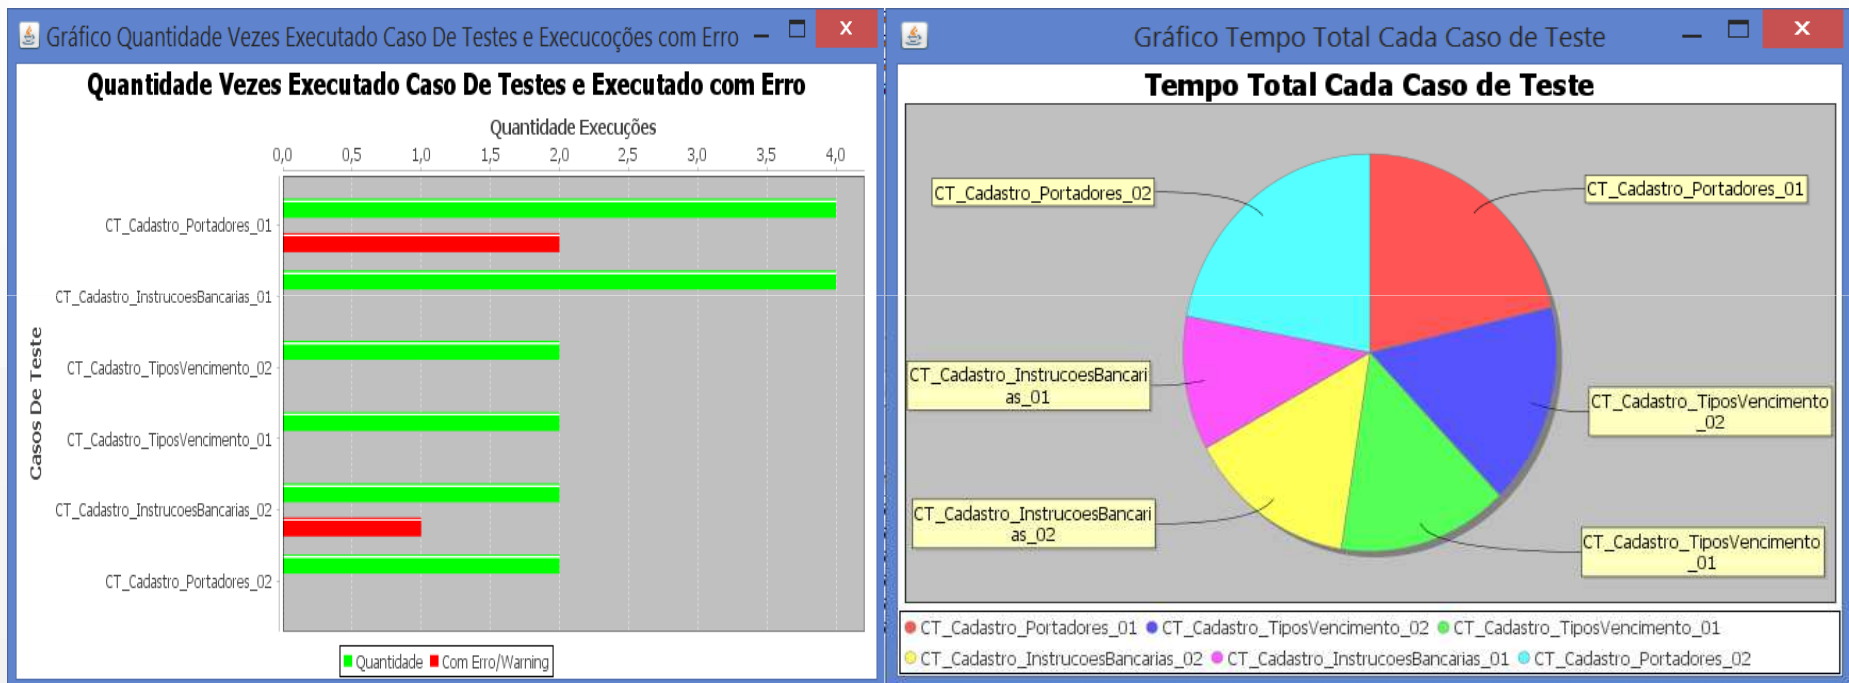 Gráfico Quantidade Vezes Executado Caso De Testes e Execucoções com Erro
Quantidade Vezes Executado Caso De Testes e Executado com Erro
Quantidade Execuções
0,0 0,5 1,0 1,5 2,0 2,5 3,0 3,5 4,0
Casos De Teste
CT_Cadastro_Portadores_01
CT_Cadastro_InstrucoesBancarias_01
CT_Cadastro_TiposVencimento_02
CT_Cadastro_TiposVencimento_01
CT_Cadastro_InstrucoesBancarias_02
CT_Cadastro_Portadores_02
Quantidade Com Erro/Warning
Gráfico Tempo Total Cada Caso de Teste
Tempo Total Cada Caso de Teste
CT_Cadastro_Portadores_02
CT_Cadastro_Portadores_01
CT_Cadastro_InstrucoesBancari
as_01
CT_Cadastro_TiposVencimento
_02
CT_Cadastro_InstrucoesBancari
as_02
CT_Cadastro_TiposVencimento
_01
CT_Cadastro_Portadores_01 CT_Cadastro_TiposVencimento_02 CT_Cadastro_TiposVencimento_01
CT_Cadastro_InstrucoesBancarias_02 CT_Cadastro_InstrucoesBancarias_01 CT_Cadastro_Portadores_02